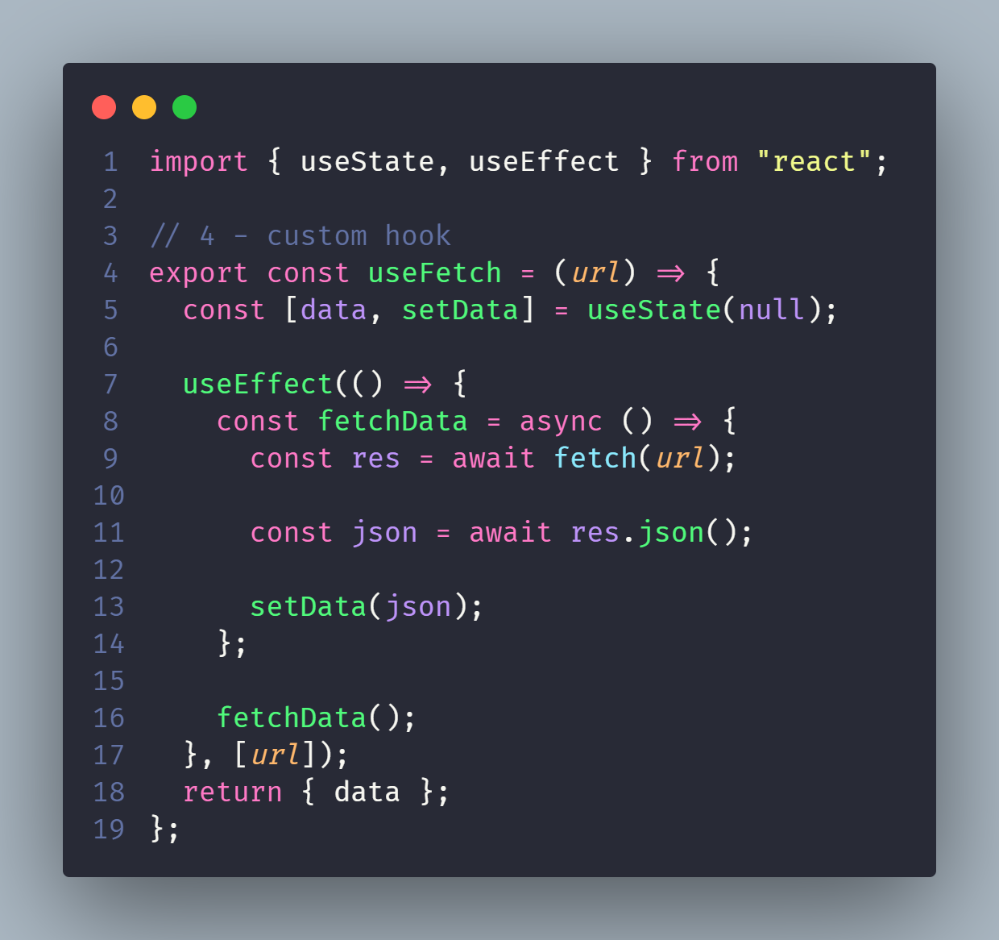 1 import { useState, useEffect } from "react";
2
3 // 4 - custom hook
4 export const useFetch = (url) => {
5   const [data, setData] = useState(null);
6
7   useEffect(() => {
8     const fetchData = async () => {
9       const res = await fetch(url);
10
11       const json = await res.json();
12
13       setData(json);
14     };
15
16     fetchData();
17   }, [url]);
18   return { data };
19 };